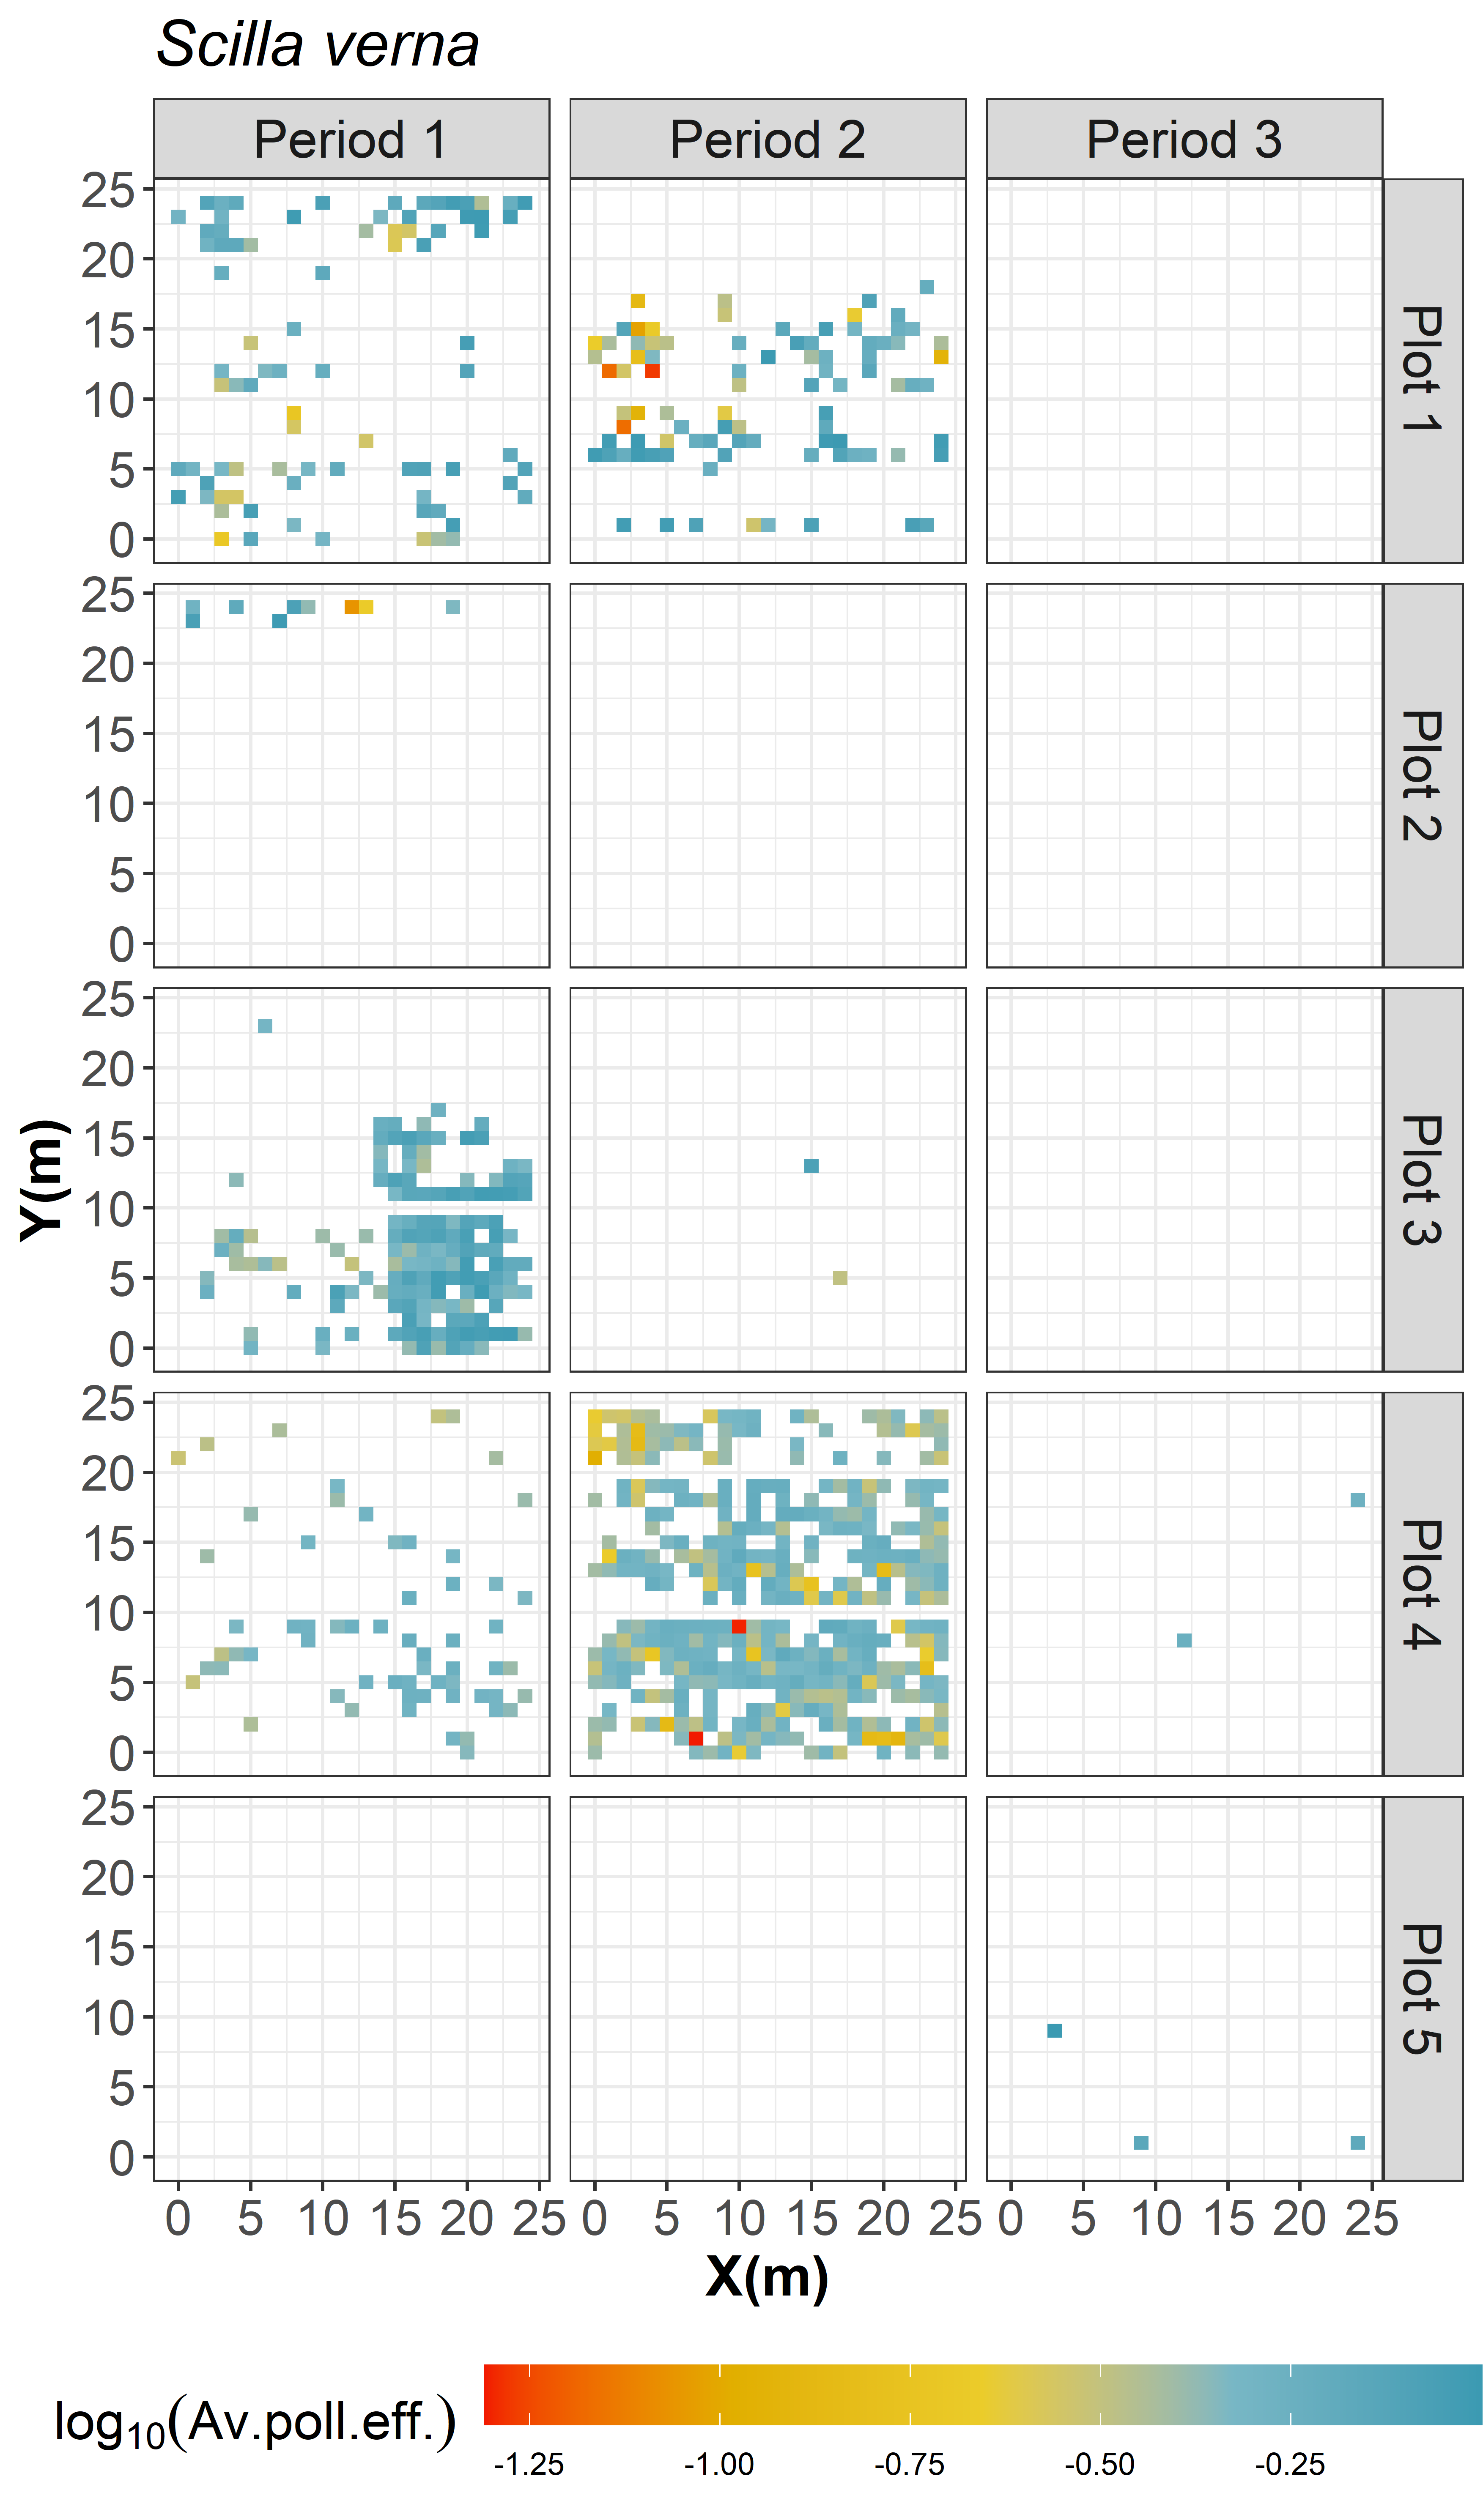 Scilla verna
Period 1 Period 2 Period 3
25
20
15
10
5
0
Plot 1
25
20
15
10
5
0
Plot 2
25
20
15
10
5
0
Plot 3
25
20
15
10
5
0
Plot 4
25
20
15
10
5
0
Plot 5
Y(m)
0 5 10 15 20 25 0 5 10 15 20 25 0 5 10 15 20 25
X(m)
log₁₀(Av.poll.eff.)
-1.25 -1.00 -0.75 -0.50 -0.25